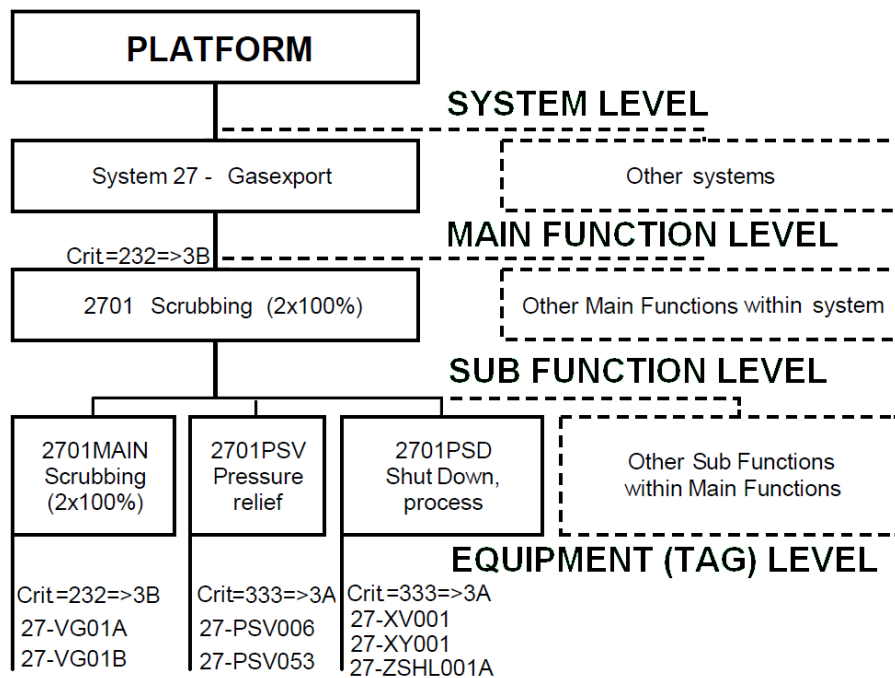 PLATFORM
SYSTEM LEVEL
System 27 - Gasexport
Other systems
MAIN FUNCTION LEVEL
Crit.=232=>3B
2701 Scrubbing (2x100%)
Other Main Functions within system
SUB FUNCTION LEVEL
2701MAIN
Scrubbing
(2x100%)
2701PSV
Pressure
relief
2701PSD
Shut Down,
process
Other Sub Functions
within Main Functions
EQUIPMENT (TAG) LEVEL
Crit.=232=>3B
27-VG01A
27-VG01B
Crit.=333=>3A
27-PSV006
27-PSV053
Crit.=333=>3A
27-XV001
27-XY001
27-ZSHL001A